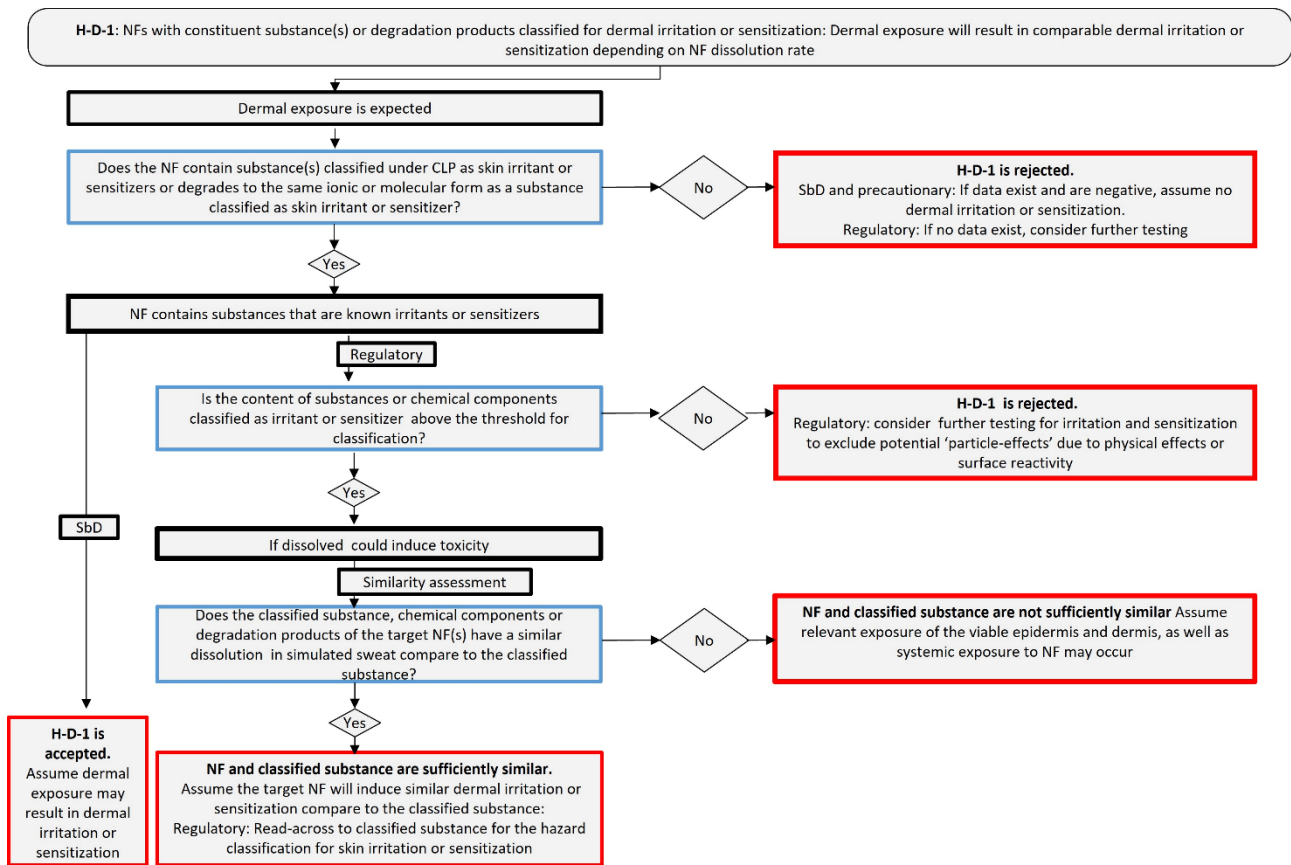 H-D-1: NFs with constituent substance(s) or degradation products classified for dermal irritation or sensitization: Dermal exposure will result in comparable dermal irritation or
sensitization depending on NF dissolution rate
Dermal exposure is expected
Does the NF contain substance(s) classified under CLP as skin irritant or
sensitizers or degrades to the same ionic or molecular form as a substance
classified as skin irritant or sensitizer?
No
H-D-1 is rejected.
SbD and precautionary: If data exist and are negative, assume no
dermal irritation or sensitization.
Regulatory: If no data exist, consider further testing
Yes
NF contains substances that are known irritants or sensitizers
Regulatory
Is the content of substances or chemical components
classified as irritant or sensitizer above the threshold for
classification?
No
H-D-1 is rejected.
Regulatory: consider further testing for irritation and sensitization
to exclude potential ‘particle-effects’ due to physical effects or
surface reactivity
Yes
SbD
If dissolved could induce toxicity
Similarity assessment
Does the classified substance, chemical components or
degradation products of the target NF(s) have a similar
dissolution in simulated sweat compare to the classified
substance?
No
NF and classified substance are not sufficiently similar Assume
relevant exposure of the viable epidermis and dermis, as well as
systemic exposure to NF may occur
Yes
H-D-1 is
accepted.
Assume dermal
exposure may
result in dermal
irritation or
sensitization
NF and classified substance are sufficiently similar.
Assume the target NF will induce similar dermal irritation or
sensitization compare to the classified substance:
Regulatory: Read-across to classified substance for the hazard
classification for skin irritation or sensitization